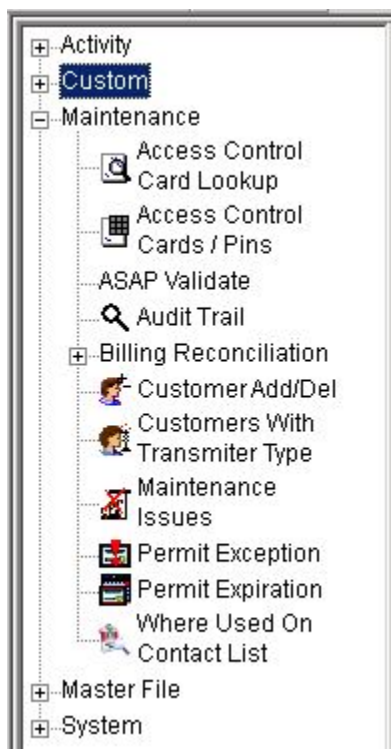 Activity
Custom
Maintenance
Access Control
Card Lookup
Access Control
Cards / Pins
ASAP Validate
Audit Trail
Billing Reconciliation
Customer Add/Del
Customers With
Transmiter Type
Maintenance
Issues
Permit Exception
Permit Expiration
Where Used On
Contact List
Master File
System